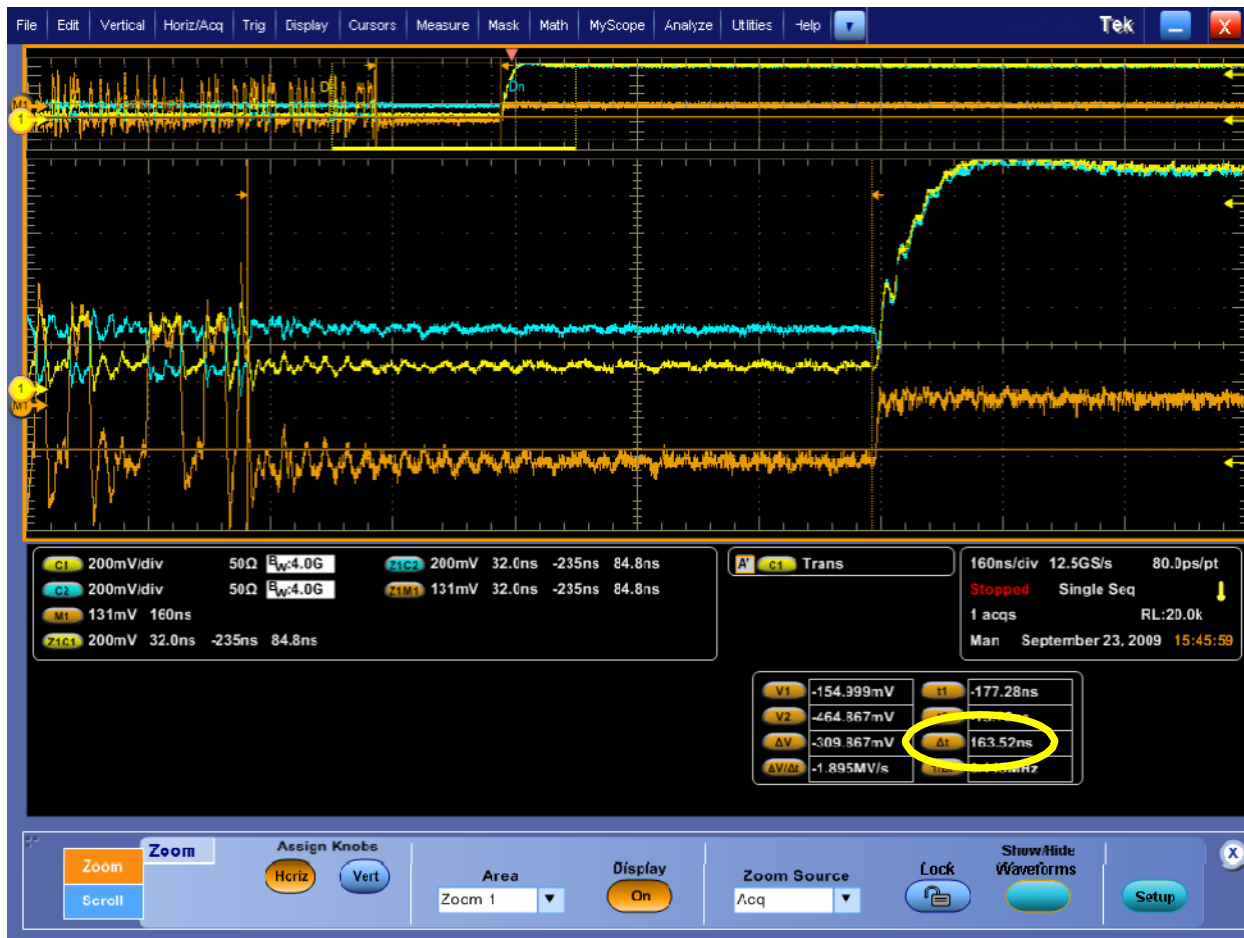 File Edit Vertical Horiz/Acq Trig Display Cursors Measure Mask Math MyScope Analyze Utilities Help Tek X
Dn
M1
1
1
M1
C1 200mV/div 50Ω BW:4.0G Z1C2 200mV 32.0ns -235ns 84.8ns A' C1 Trans 160ns/div 12.5GS/s 80.0ps/pt
C2 200mV/div 50Ω BW:4.0G Z1M1 131mV 32.0ns -235ns 84.8ns Stopped Single Seq
M1 131mV 160ns 1 acqs RL:20.0k
Z1C1 200mV 32.0ns -235ns 84.8ns Man September 23, 2009 15:45:59
V1 -154.999mV t1 -177.28ns
V2 -464.867mV
ΔV -309.867mV Δt 163.52ns
ΔV/Δt -1.895MV/s
Zoom Assign Knobs Show/Hide X
Zoom Horiz Vert Area Display Zoom Source Lock Waveforms
Scroll Zoom 1 On Acq Setup